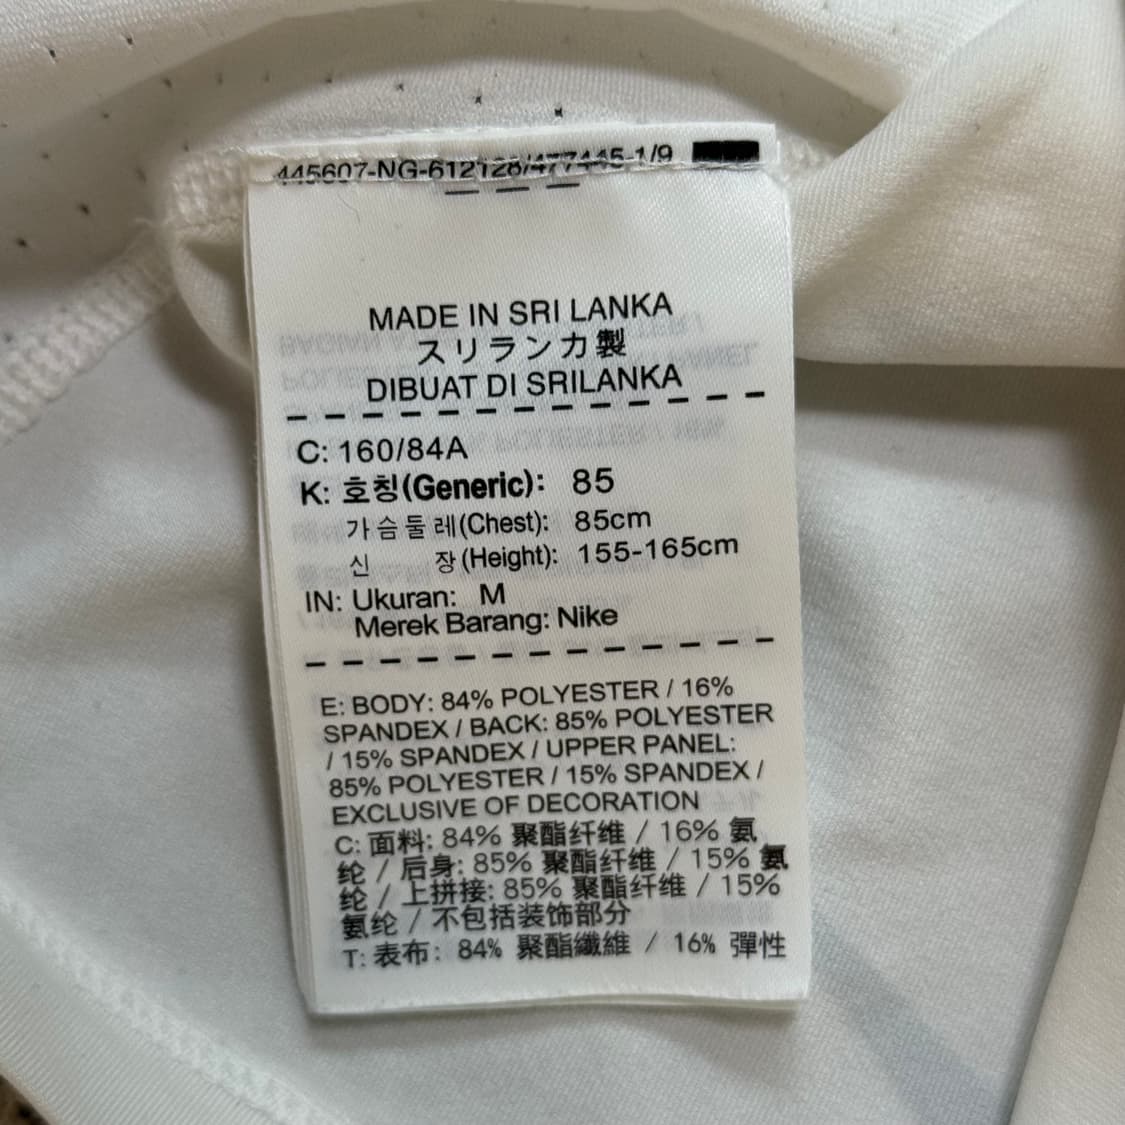 445607-NG-612128/477445-1/9
MADE IN SRI LANKA
スリランカ製
DIBUAT DI SRILANKA
C: 160/84A
K: 호칭(Generic): 85
가슴둘레(Chest): 85cm
신 장(Height): 155-165cm
IN: Ukuran: M
Merek Barang: Nike
E: BODY: 84% POLYESTER / 16%
SPANDEX / BACK: 85% POLYESTER
/ 15% SPANDEX / UPPER PANEL:
85% POLYESTER / 15% SPANDEX /
EXCLUSIVE OF DECORATION
C: 面料: 84% 聚酯纤维 / 16% 氨
纶 / 后身: 85% 聚酯纤维 / 15% 氨
纶 / 上拼接: 85% 聚酯纤维 / 15%
氨纶 / 不包括装饰部分
T: 表布: 84% 聚酯纖維 / 16% 彈性